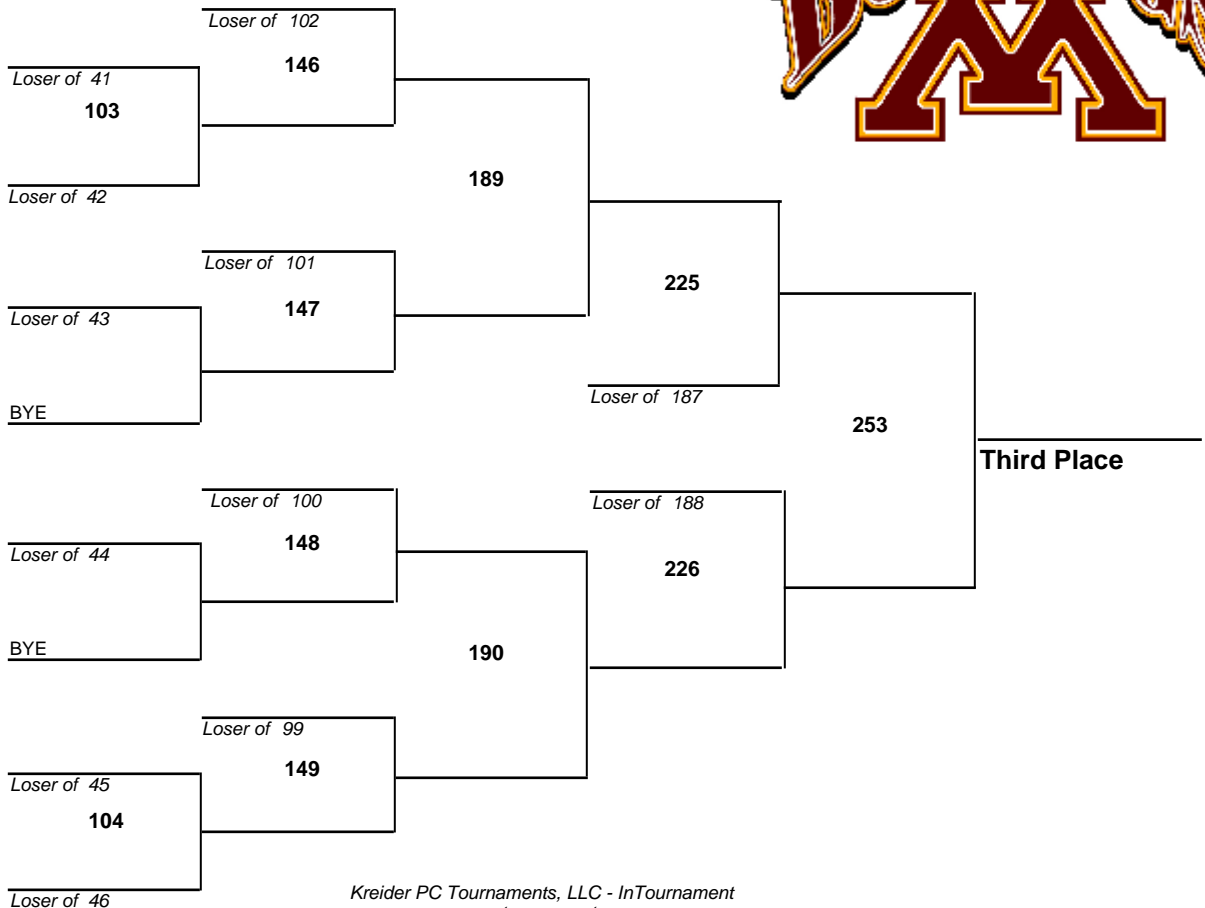 Loser of 102
146
Loser of 41
103
Loser of 42
189
Loser of 101
147
225
Loser of 43
BYE
Loser of 187
253
Third Place
Loser of 100
148
Loser of 188
Loser of 44
226
BYE
190
Loser of 99
149
Loser of 45
104
Loser of 46
Kreider PC Tournaments, LLC - InTournament